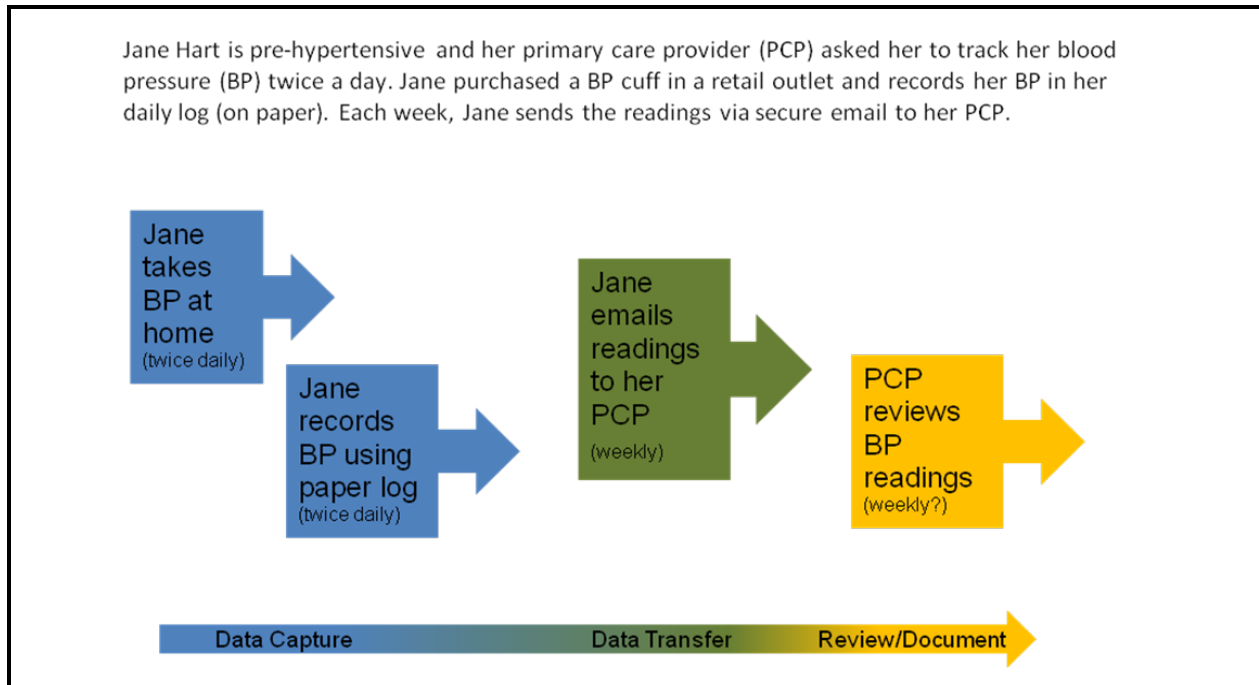 Jane Hart is pre-hypertensive and her primary care provider (PCP) asked her to track her blood
pressure (BP) twice a day. Jane purchased a BP cuff in a retail outlet and records her BP in her
daily log (on paper). Each week, Jane sends the readings via secure email to her PCP.
Jane
takes
BP at
home
(twice daily)
Jane
records
BP using
paper log
(twice daily)
Jane
emails
readings
to her
PCP
(weekly)
PCP
reviews
BP
readings
(weekly?)
Data Capture
Data Transfer
Review/Document